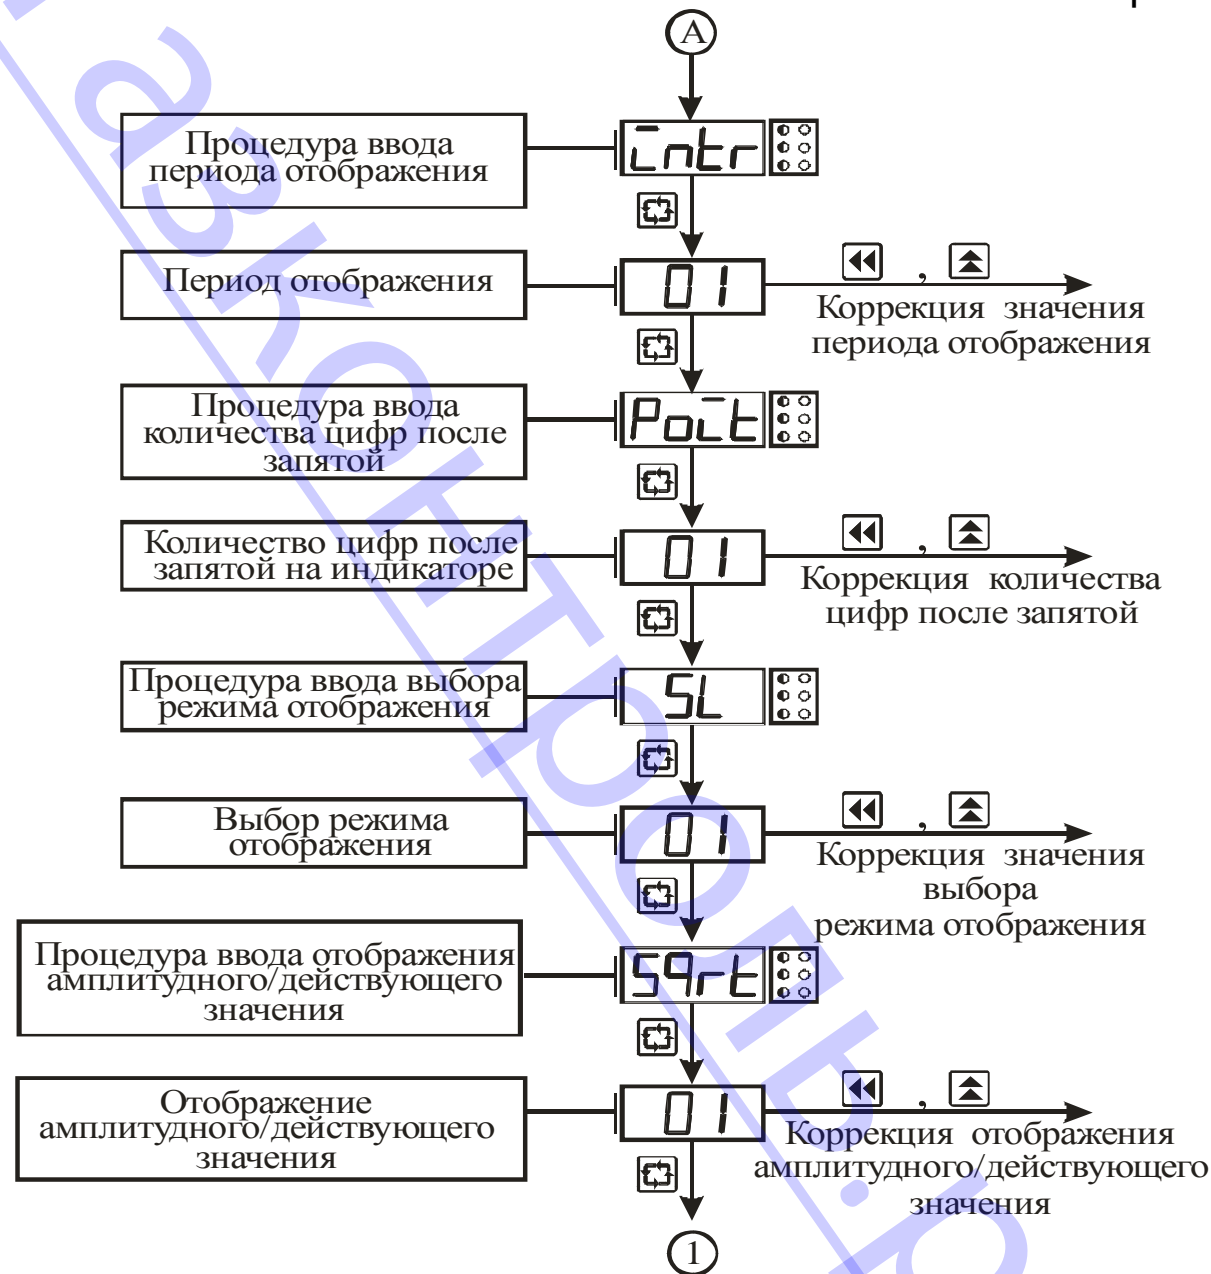 А
Процедура ввода
периода отображения
intr
Период отображения
01
,
Коррекция значения
периода отображения
Процедура ввода
количества цифр после
запятой
Poit
Количество цифр после
запятой на индикаторе
01
,
Коррекция количества
цифр после запятой
Процедура ввода выбора
режима отображения
SL
Выбор режима
отображения
01
,
Коррекция значения
выбора
режима отображения
Процедура ввода отображения
амплитудного/действующего
значения
Sqrt
Отображение
амплитудного/действующего
значения
01
,
Коррекция отображения
амплитудного/действующего
значения
1
газконтроль.р